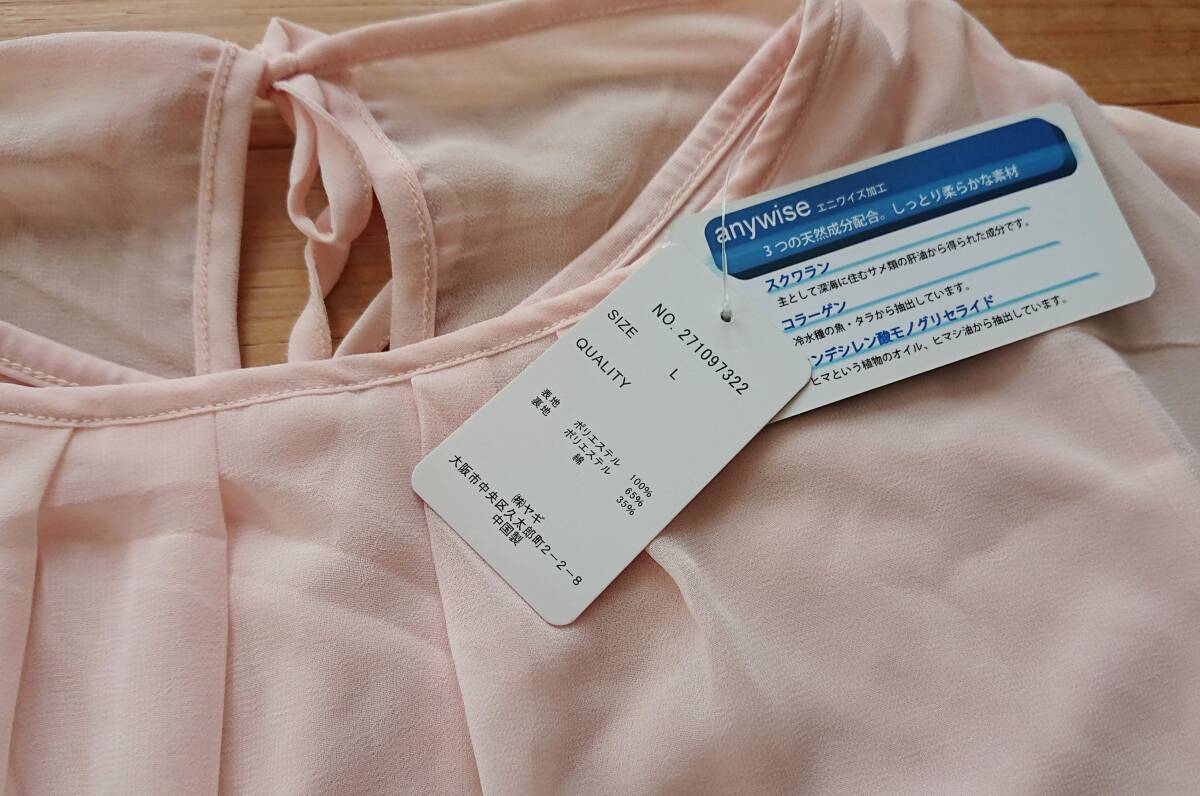 anywise エニワイズ加工
3つの天然成分配合。しっとり柔らかな素材
スクワラン
主として深海に住むサメ類の肝油から得られた成分です。
コラーゲン
冷水種の魚・タラから抽出しています。
ンデシレン酸モノグリセライド
ヒマという植物のオイル、ヒマシ油から抽出しています。
NO. 271097322
SIZE L
QUALITY
表地 ポリエステル 100%
裏地 ポリエステル 65%
綿 35%
㈱ヤギ
大阪市中央区久太郎町2-2-8
中国製